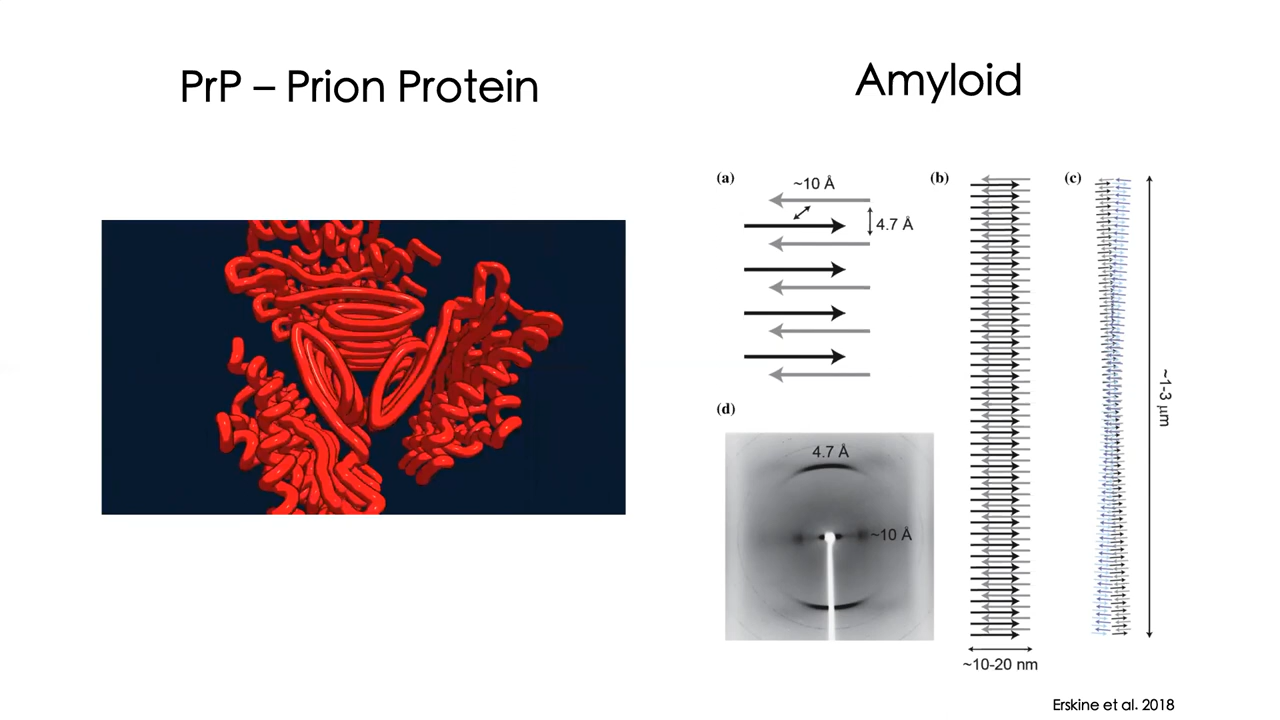 PrP – Prion Protein
Amyloid
(a)
~10 Å
4.7 Å
(b)
(c)
~1-3 µm
(d)
4.7 Å
~10 Å
~10-20 nm
Erskine et al. 2018